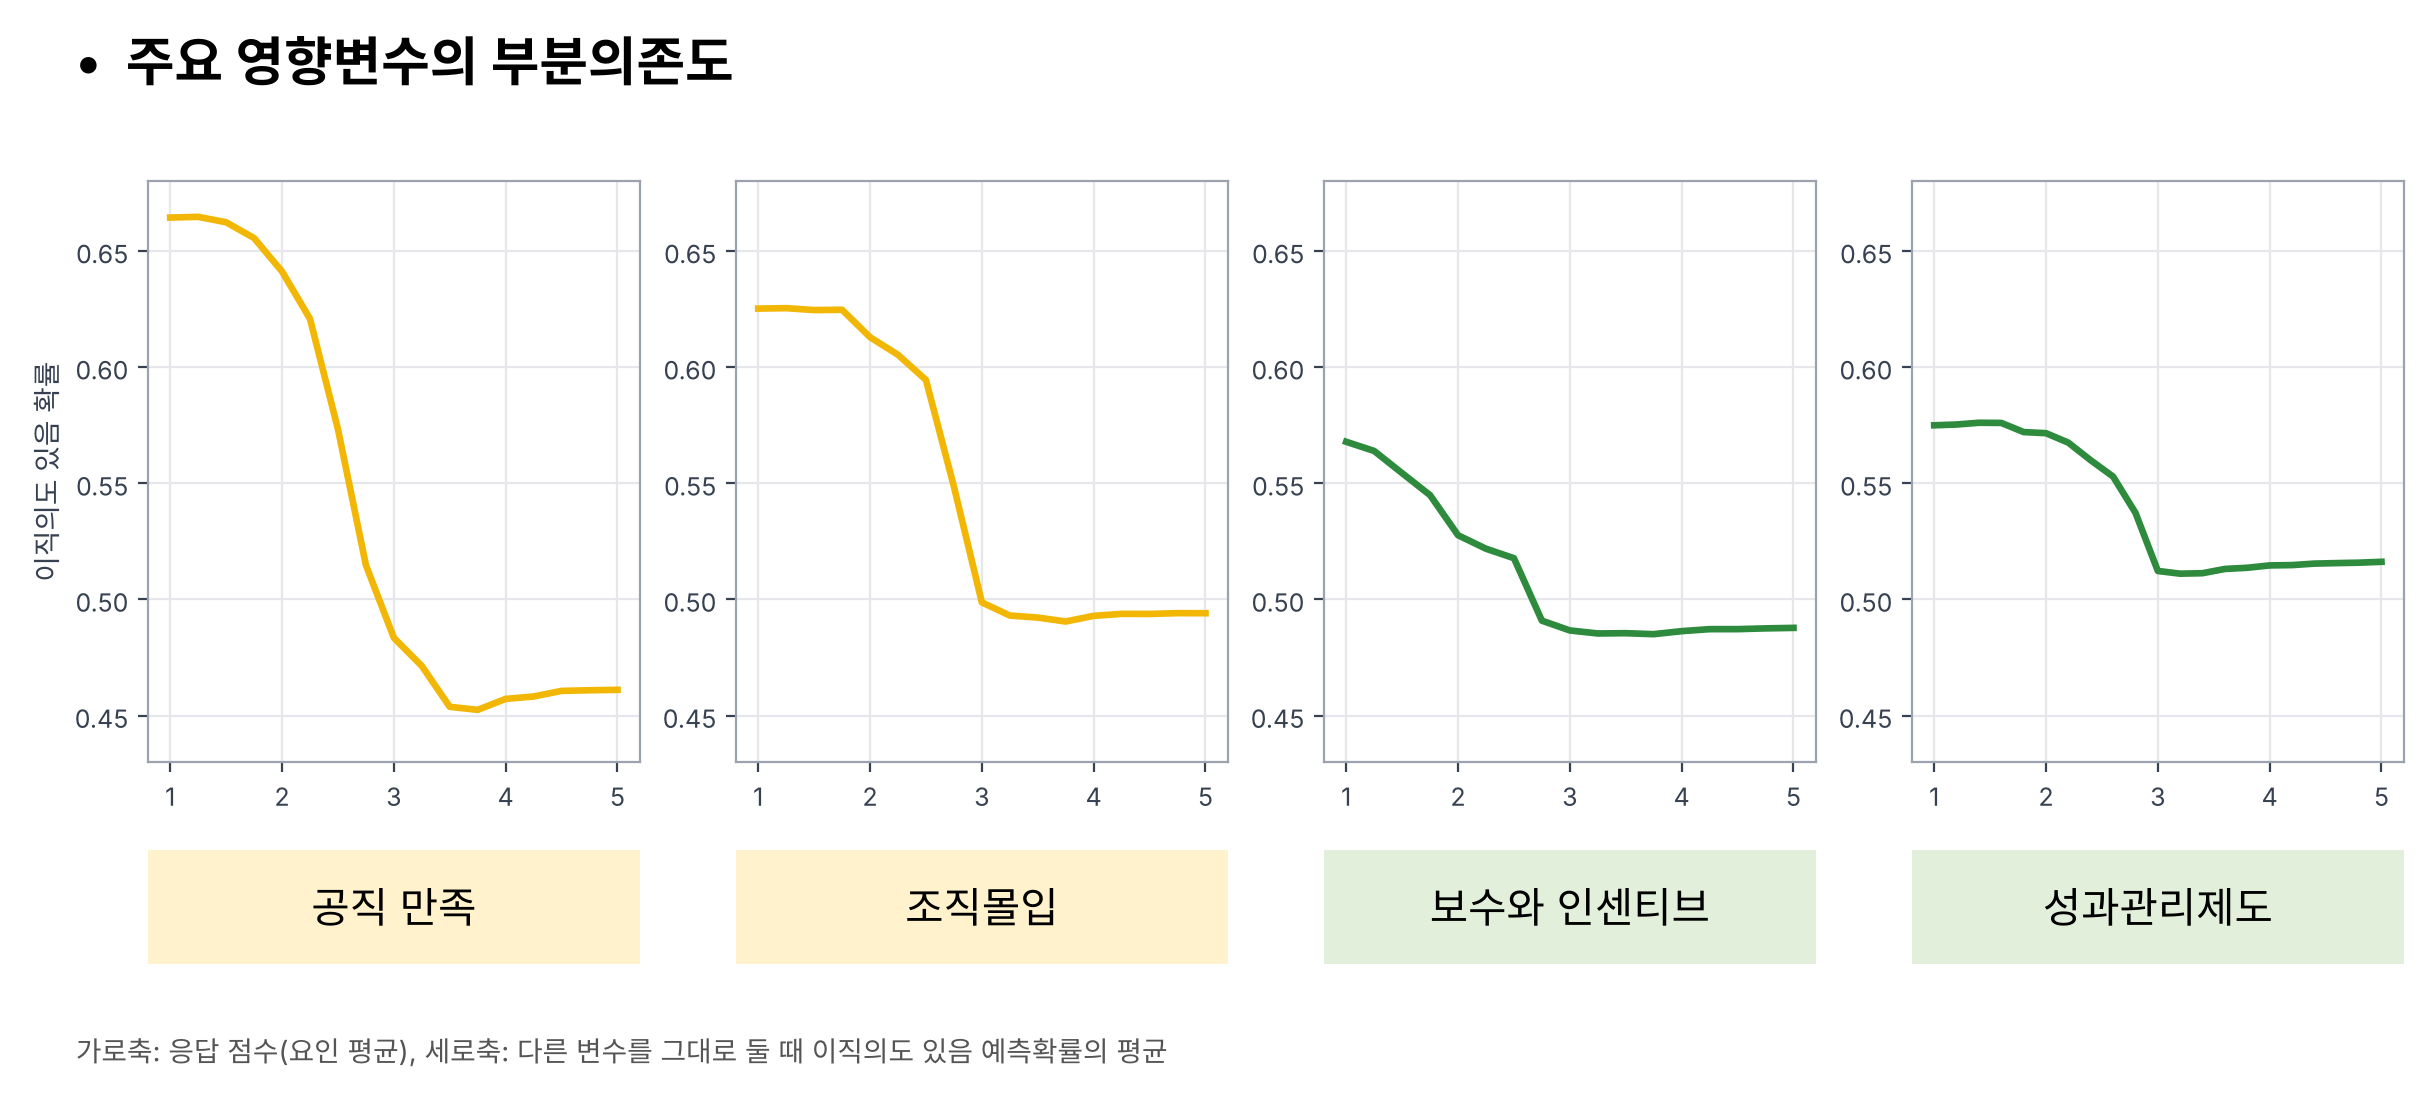 • 주요 영향변수의 부분의존도
이직의도 있음 확률
0.65
0.60
0.55
0.50
0.45
1 2 3 4 5
공직 만족
0.65
0.60
0.55
0.50
0.45
1 2 3 4 5
조직몰입
0.65
0.60
0.55
0.50
0.45
1 2 3 4 5
보수와 인센티브
0.65
0.60
0.55
0.50
0.45
1 2 3 4 5
성과관리제도
가로축: 응답 점수(요인 평균), 세로축: 다른 변수를 그대로 둘 때 이직의도 있음 예측확률의 평균